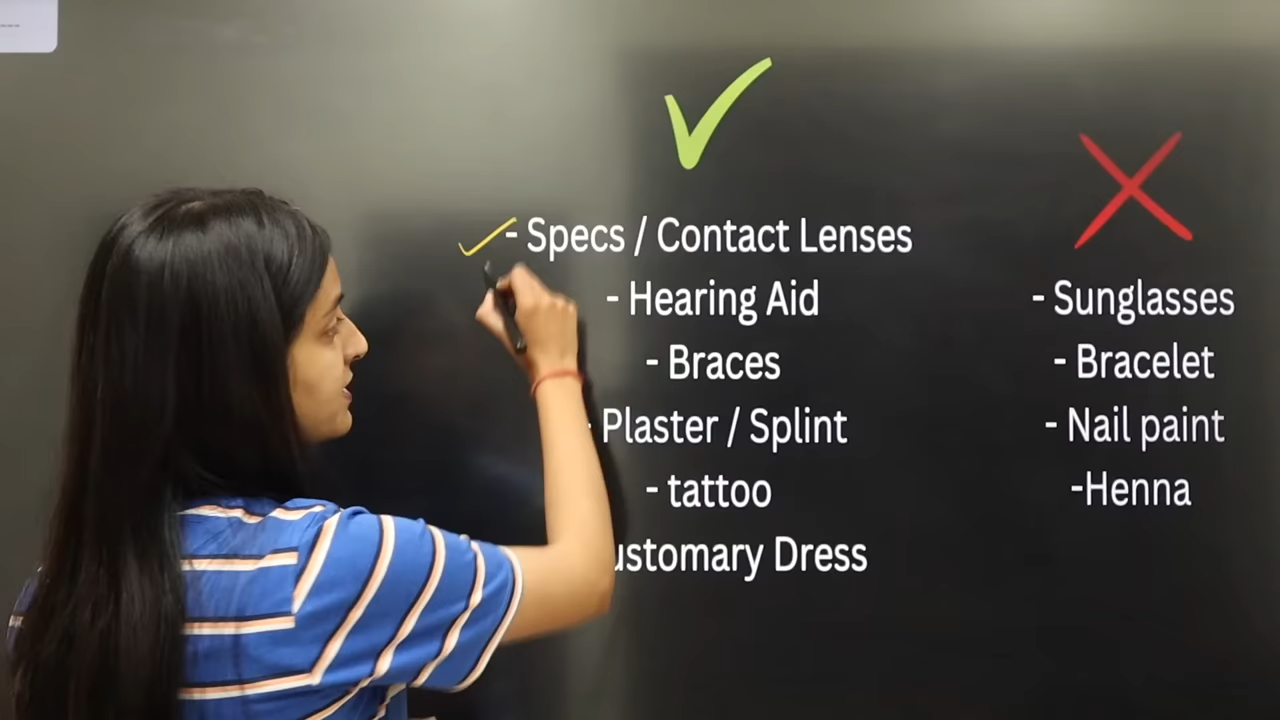 - Specs / Contact Lenses
- Hearing Aid
- Braces
- Plaster / Splint
- tattoo
ustomary Dress
- Sunglasses
- Bracelet
- Nail paint
-Henna